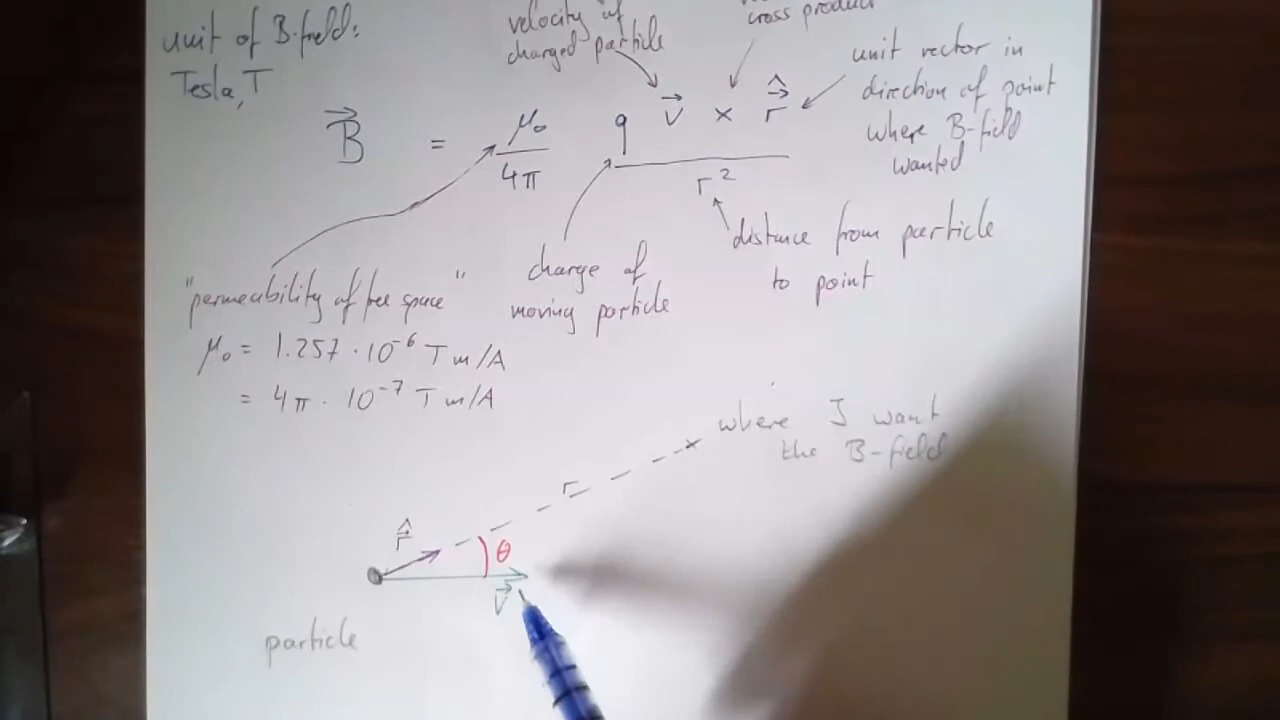 unit of B-field:
Tesla, T
velocity of
charged particle
cross product
unit vector in
direction of point
where B-field
wanted
B⃗ = μ₀/4π q v⃗ × r̂/r²
distance from particle
to point
charge of
moving particle
"permeability of free space"
μ₀ = 1.257 · 10⁻⁶ T m/A
= 4π · 10⁻⁷ T m/A
where I want
the B-field
r
r̂
θ
v⃗
particle